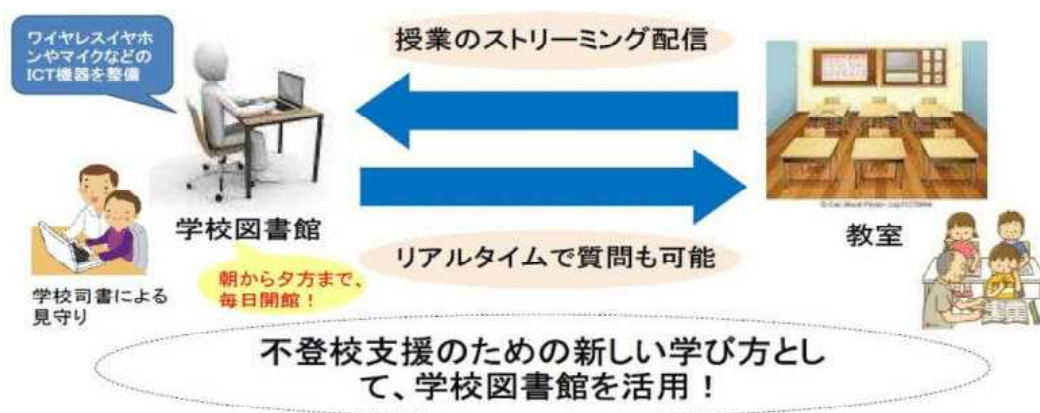 ワイヤレスイヤホ
ンやマイクなどの
ICT機器を整備
授業のストリーミング配信
学校図書館
教室
リアルタイムで質問も可能
朝から夕方まで、
毎日開館！
学校司書による
見守り
不登校支援のための新しい学び方とし
て、学校図書館を活用！